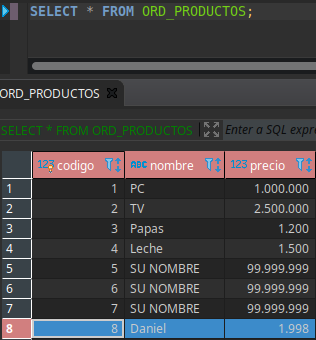 SELECT * FROM ORD_PRODUCTOS;
ORD_PRODUCTOS
SELECT * FROM ORD_PRODUCTOS Enter a SQL expre
123 codigo ABC nombre 123 precio
1 1 PC 1.000.000
2 2 TV 2.500.000
3 3 Papas 1.200
4 4 Leche 1.500
5 5 SU NOMBRE 99.999.999
6 6 SU NOMBRE 99.999.999
7 7 SU NOMBRE 99.999.999
8 8 Daniel 1.998